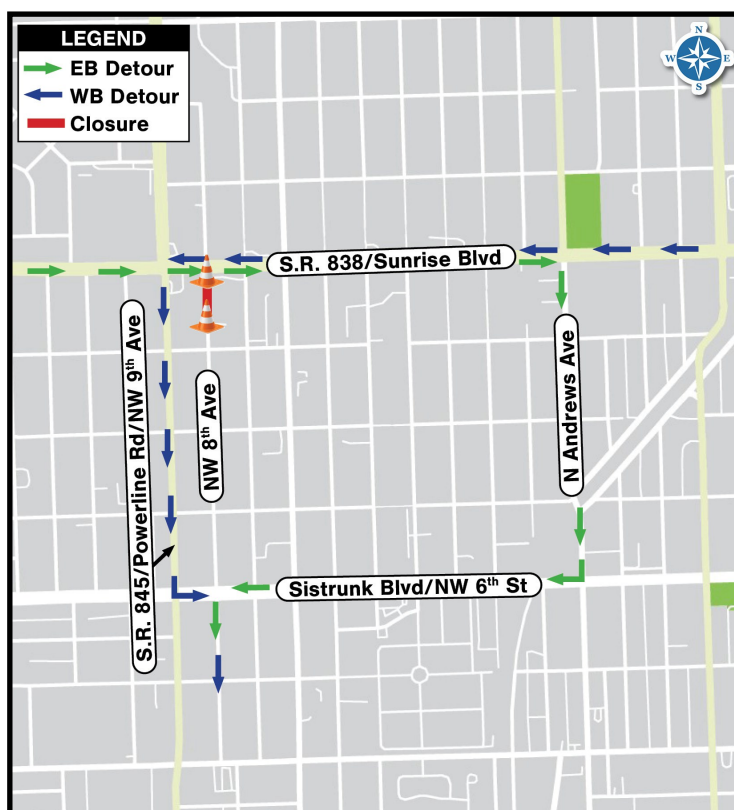 LEGEND
EB Detour
WB Detour
Closure
N
W E
S
S.R. 838/Sunrise Blvd
S.R. 845/Powerline Rd/NW 9th Ave
NW 8th Ave
N Andrews Ave
Sistrunk Blvd/NW 6th St